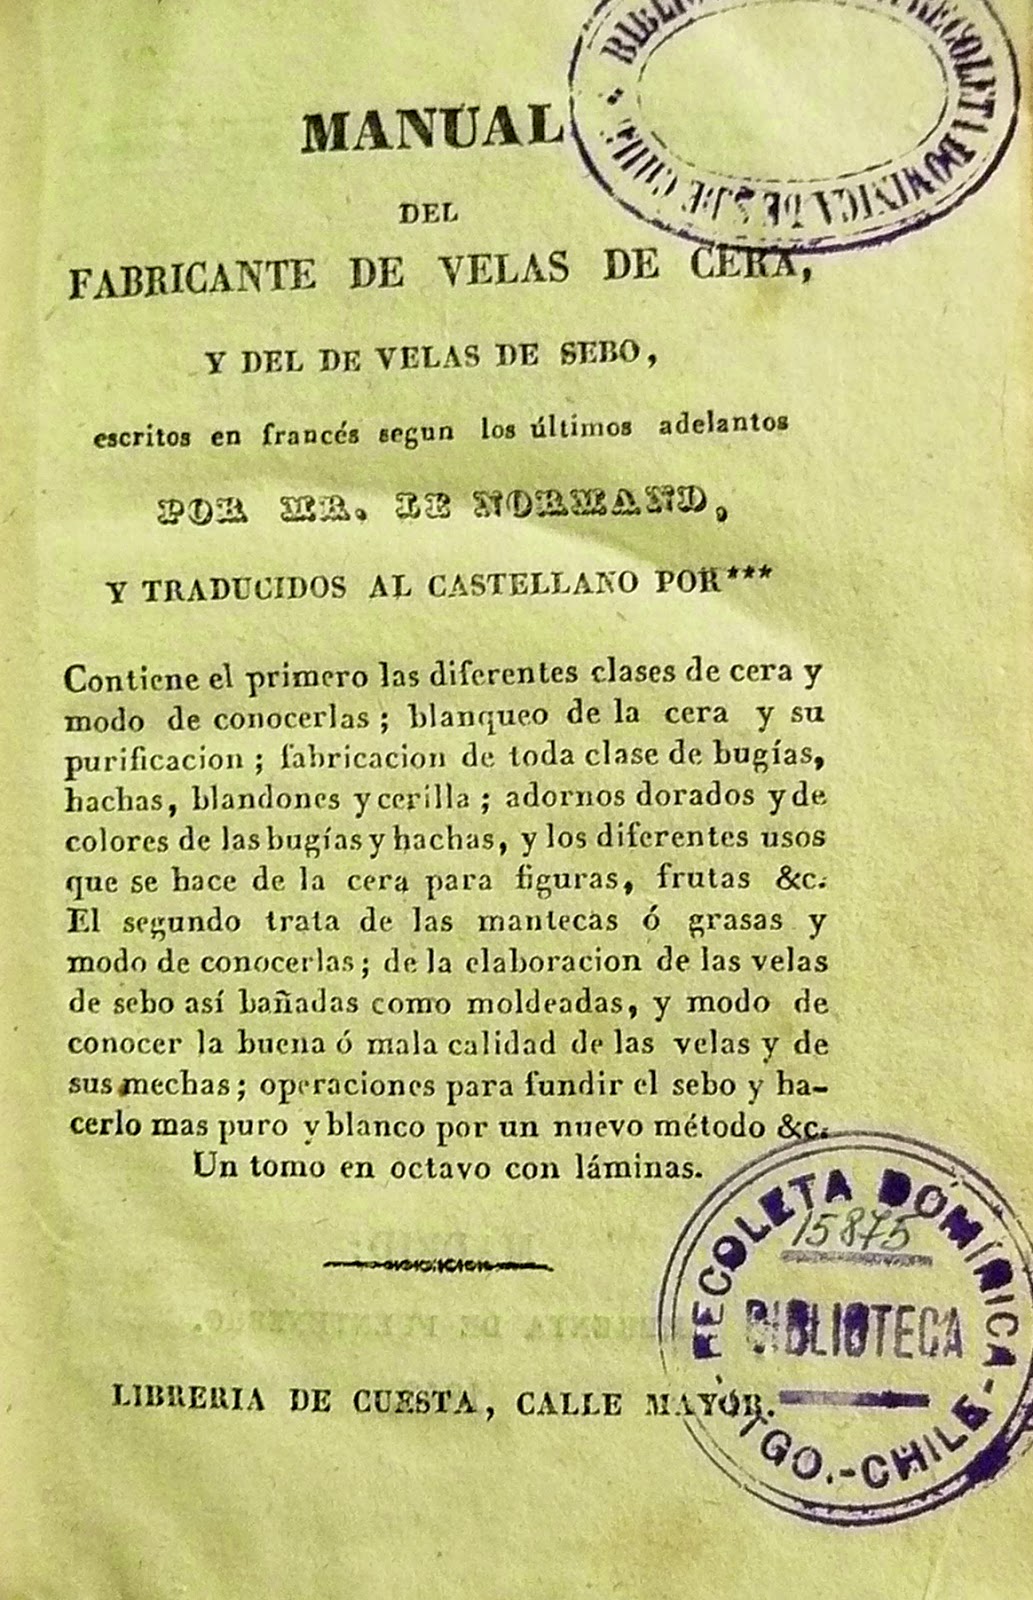 MANUAL
DEL
FABRICANTE DE VELAS DE CERA,
Y DEL DE VELAS DE SEBO,
escritos en francés segun los últimos adelantos
POR MR. LE NORMAND,
Y TRADUCIDOS AL CASTELLANO POR***
Contiene el primero las diferentes clases de cera y
modo de conocerlas; blanqueo de la cera y su
purificacion; fabricacion de toda clase de bugías,
hachas, blandones y cerilla; adornos dorados y de
colores de las bugías y hachas, y los diferentes usos
que se hace de la cera para figuras, frutas &c.
El segundo trata de las mantecas ó grasas y
modo de conocerlas; de la elaboracion de las velas
de sebo así bañadas como moldeadas, y modo de
conocer la buena ó mala calidad de las velas y de
sus mechas; operaciones para fundir el sebo y ha-
cerlo mas puro y blanco por un nuevo método &c.
Un tomo en octavo con láminas.
LIBRERIA DE CUESTA, CALLE MAYOR.
RECOLETA DOMÍNICA
15875
BIBLIOTECA
STGO.-CHILE-